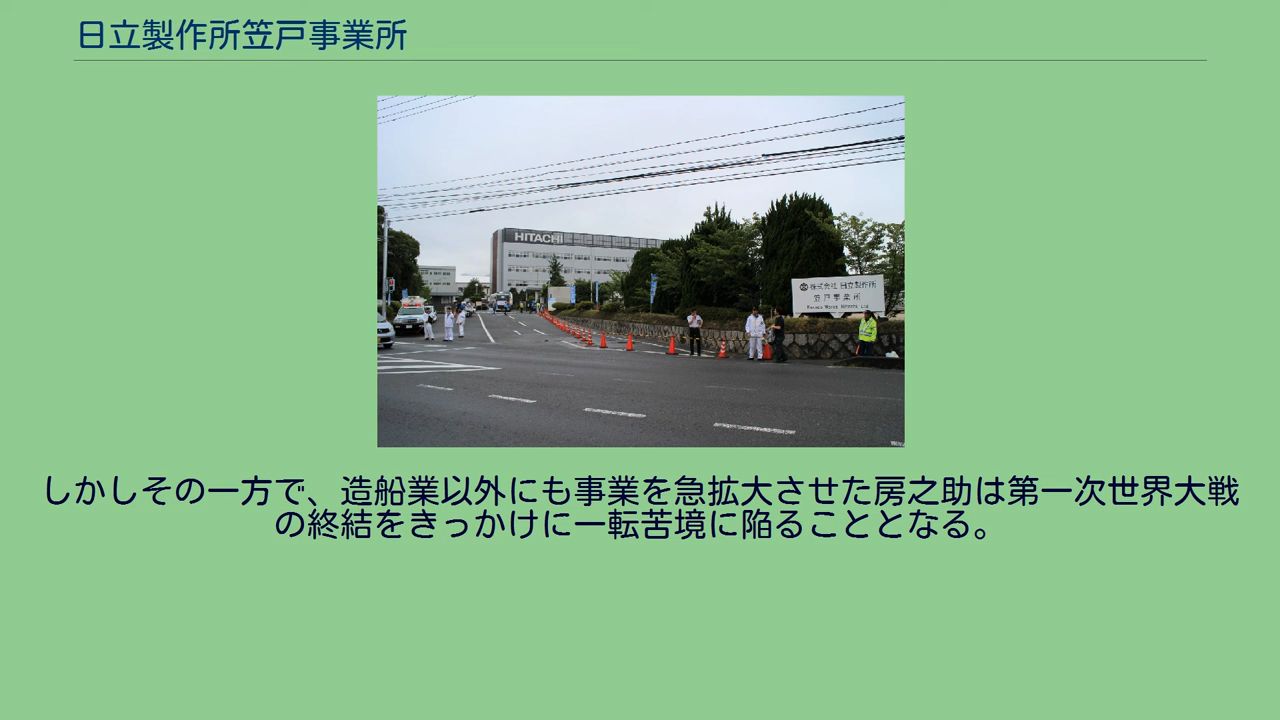 日立製作所笠戸事業所
HITACHI
株式会社 日立製作所
笠戸事業所
Kasado Works Hitachi Ltd
しかしその一方で、造船業以外にも事業を急拡大させた房之助は第一次世界大戦
の終結をきっかけに一転苦境に陥ることとなる。